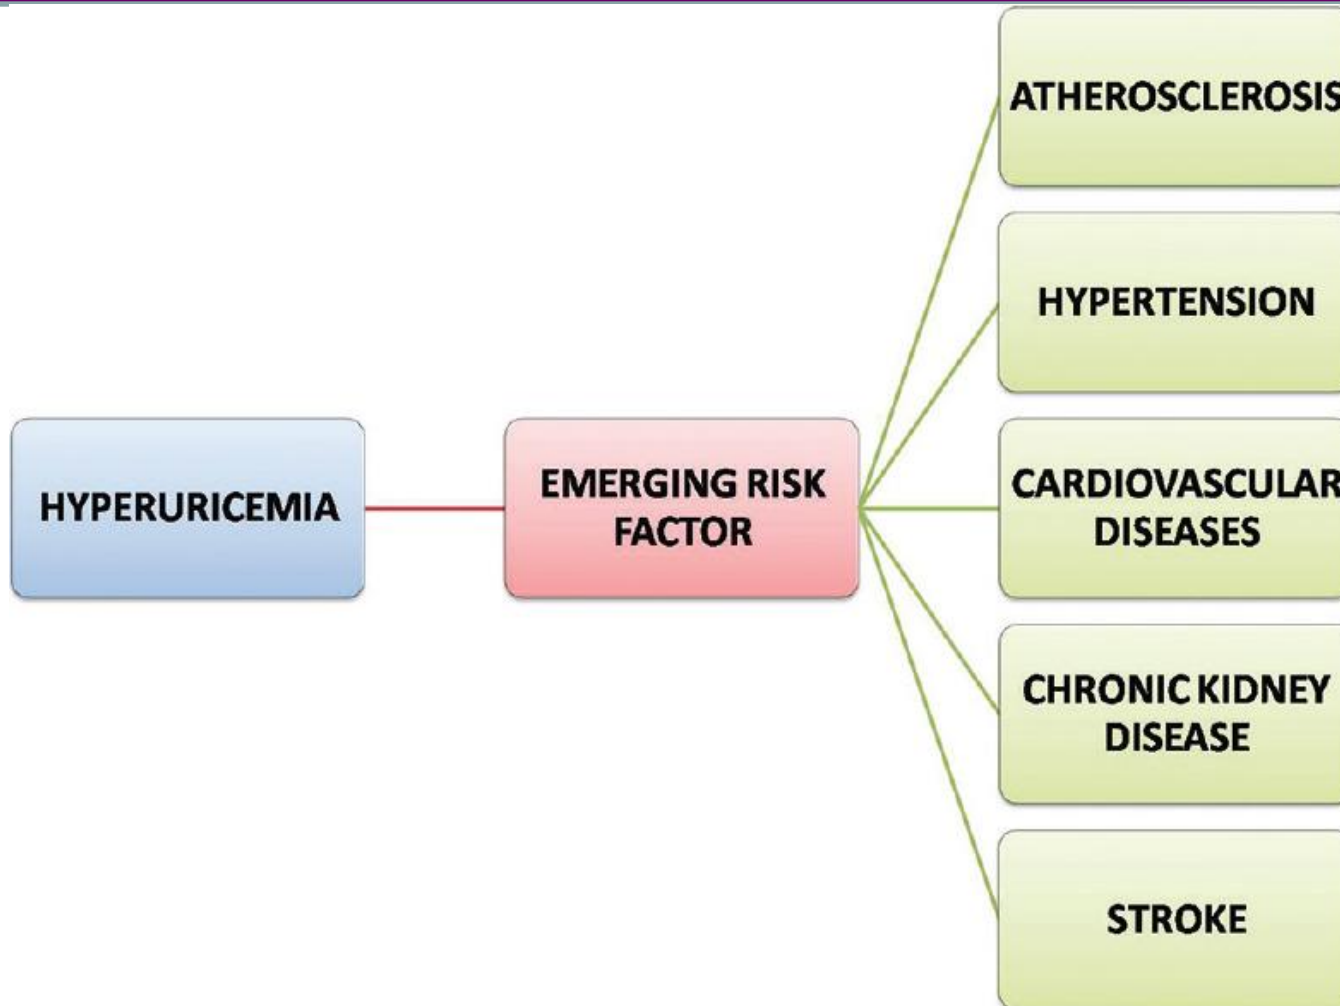 ATHEROSCLEROSIS
HYPERTENSION
HYPERURICEMIA
EMERGING RISK
FACTOR
CARDIOVASCULAR
DISEASES
CHRONIC KIDNEY
DISEASE
STROKE